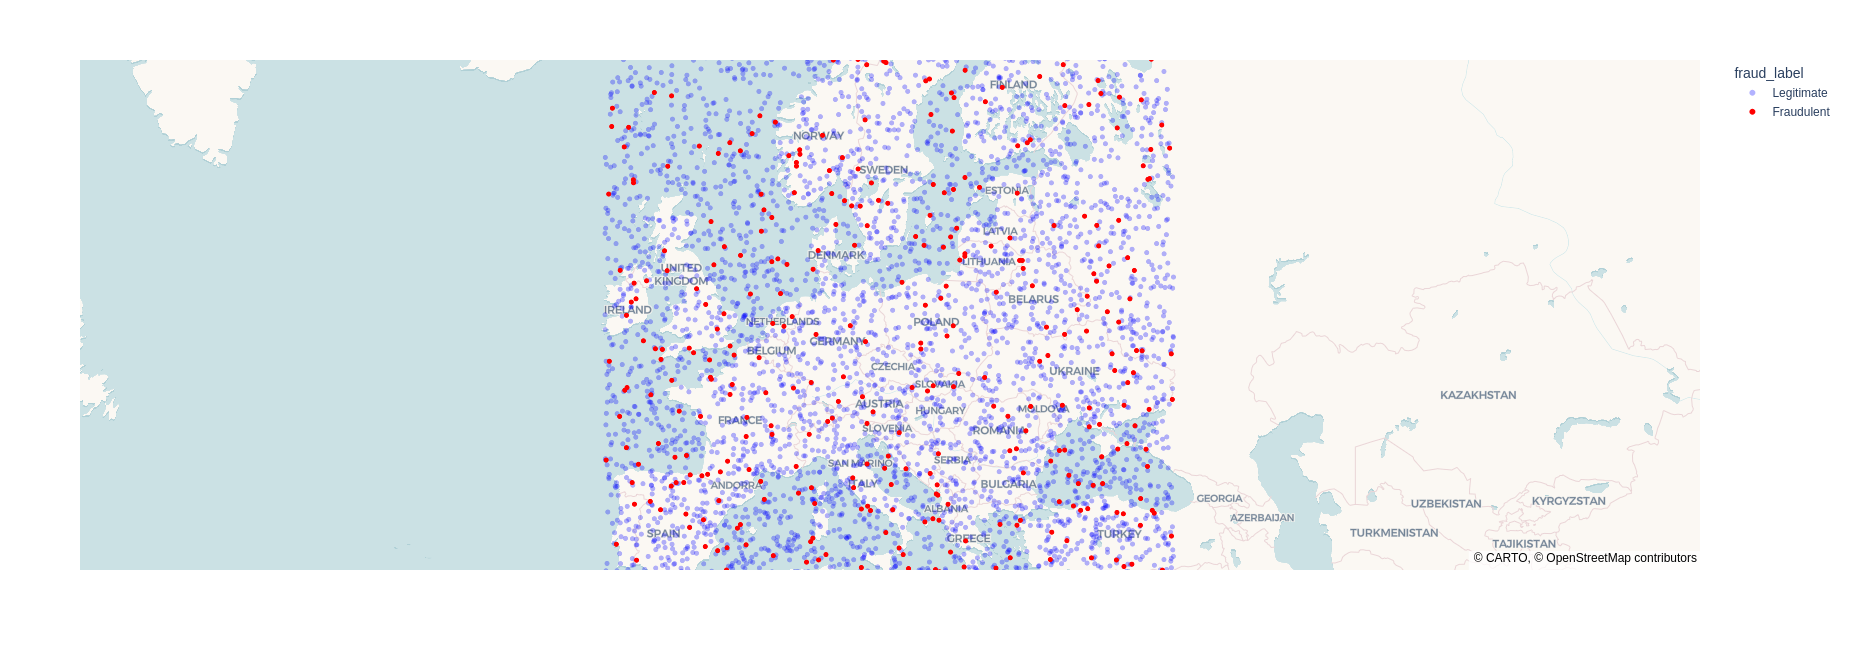 fraud_label
Legitimate
Fraudulent
FINLAND
NORWAY
SWEDEN
ESTONIA
LATVIA
DENMARK
LITHUANIA
UNITED
KINGDOM
BELARUS
IRELAND
NETHERLANDS
POLAND
GERMANY
BELGIUM
CZECHIA
UKRAINE
SLOVAKIA
KAZAKHSTAN
AUSTRIA
HUNGARY
MOLDOVA
FRANCE
SLOVENIA
ROMANIA
SAN MARINO
SERBIA
ANDORRA
ITALY
BULGARIA
GEORGIA
UZBEKISTAN
KYRGYZSTAN
ALBANIA
AZERBAIJAN
SPAIN
GREECE
TURKEY
TURKMENISTAN
TAJIKISTAN
© CARTO, © OpenStreetMap contributors